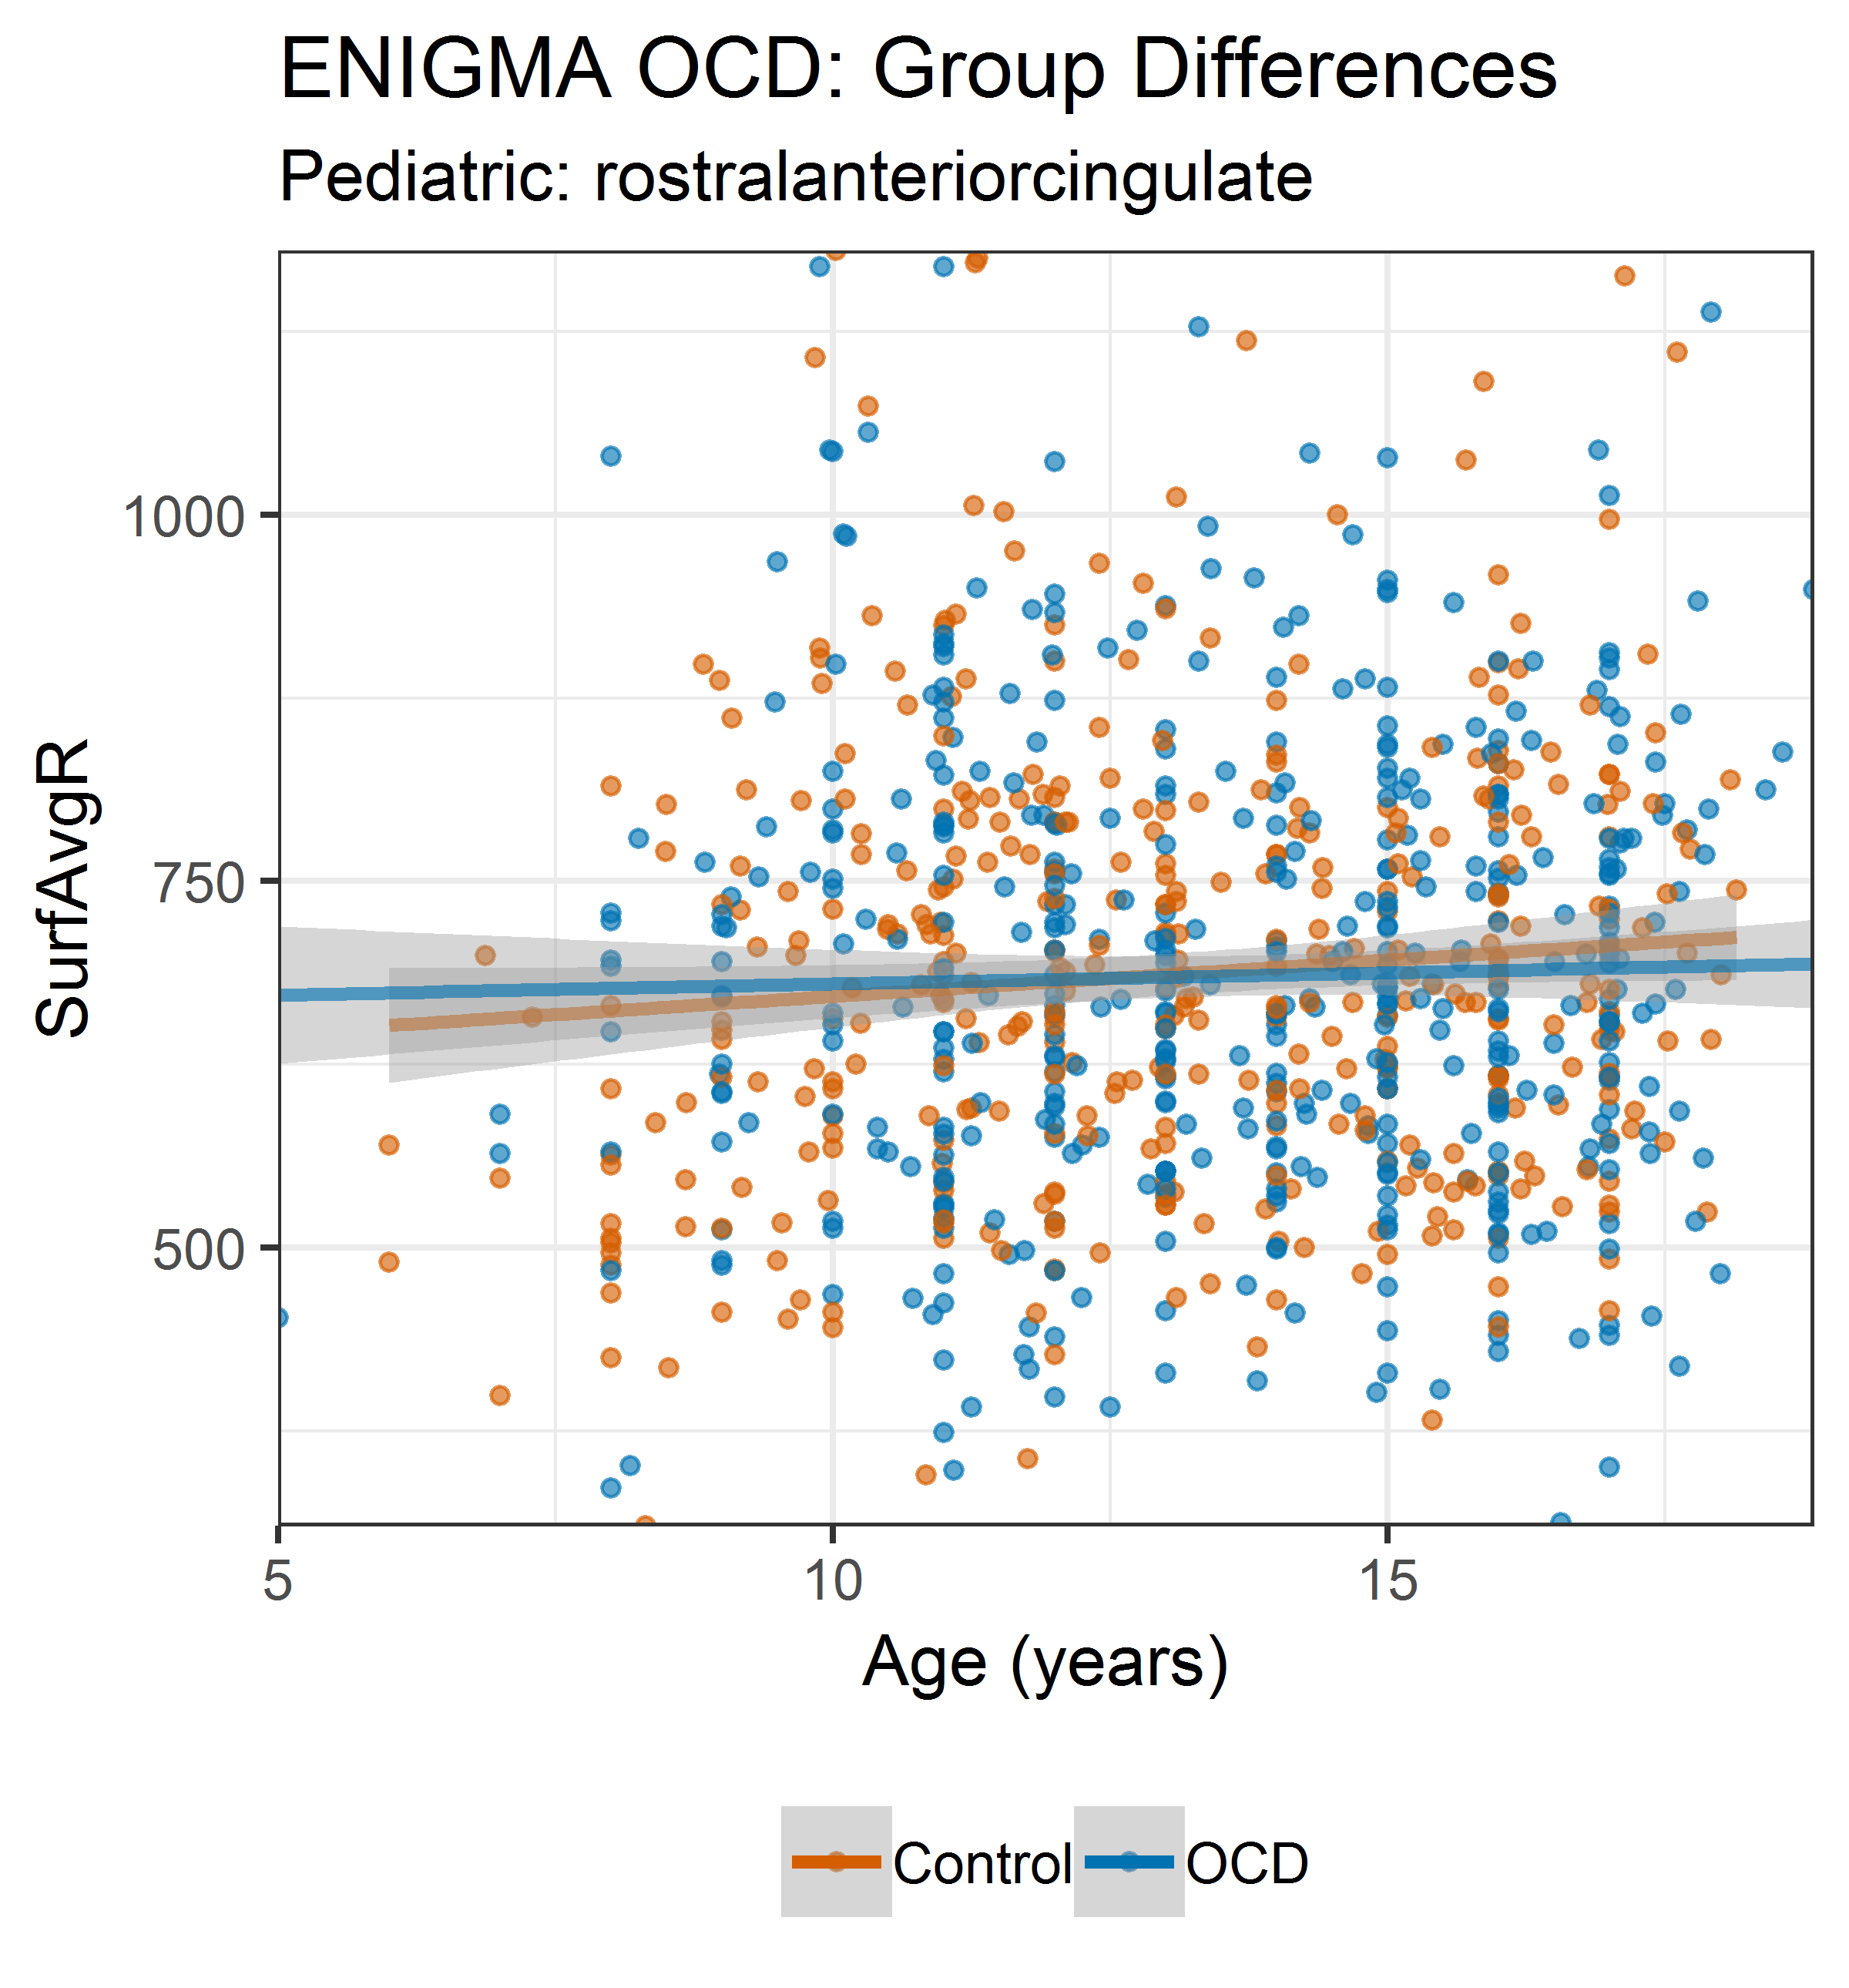 ENIGMA OCD: Group Differences
Pediatric: rostralanteriorcingulate
SurfAvgR
1000
750
500
5 10 15
Age (years)
Control OCD